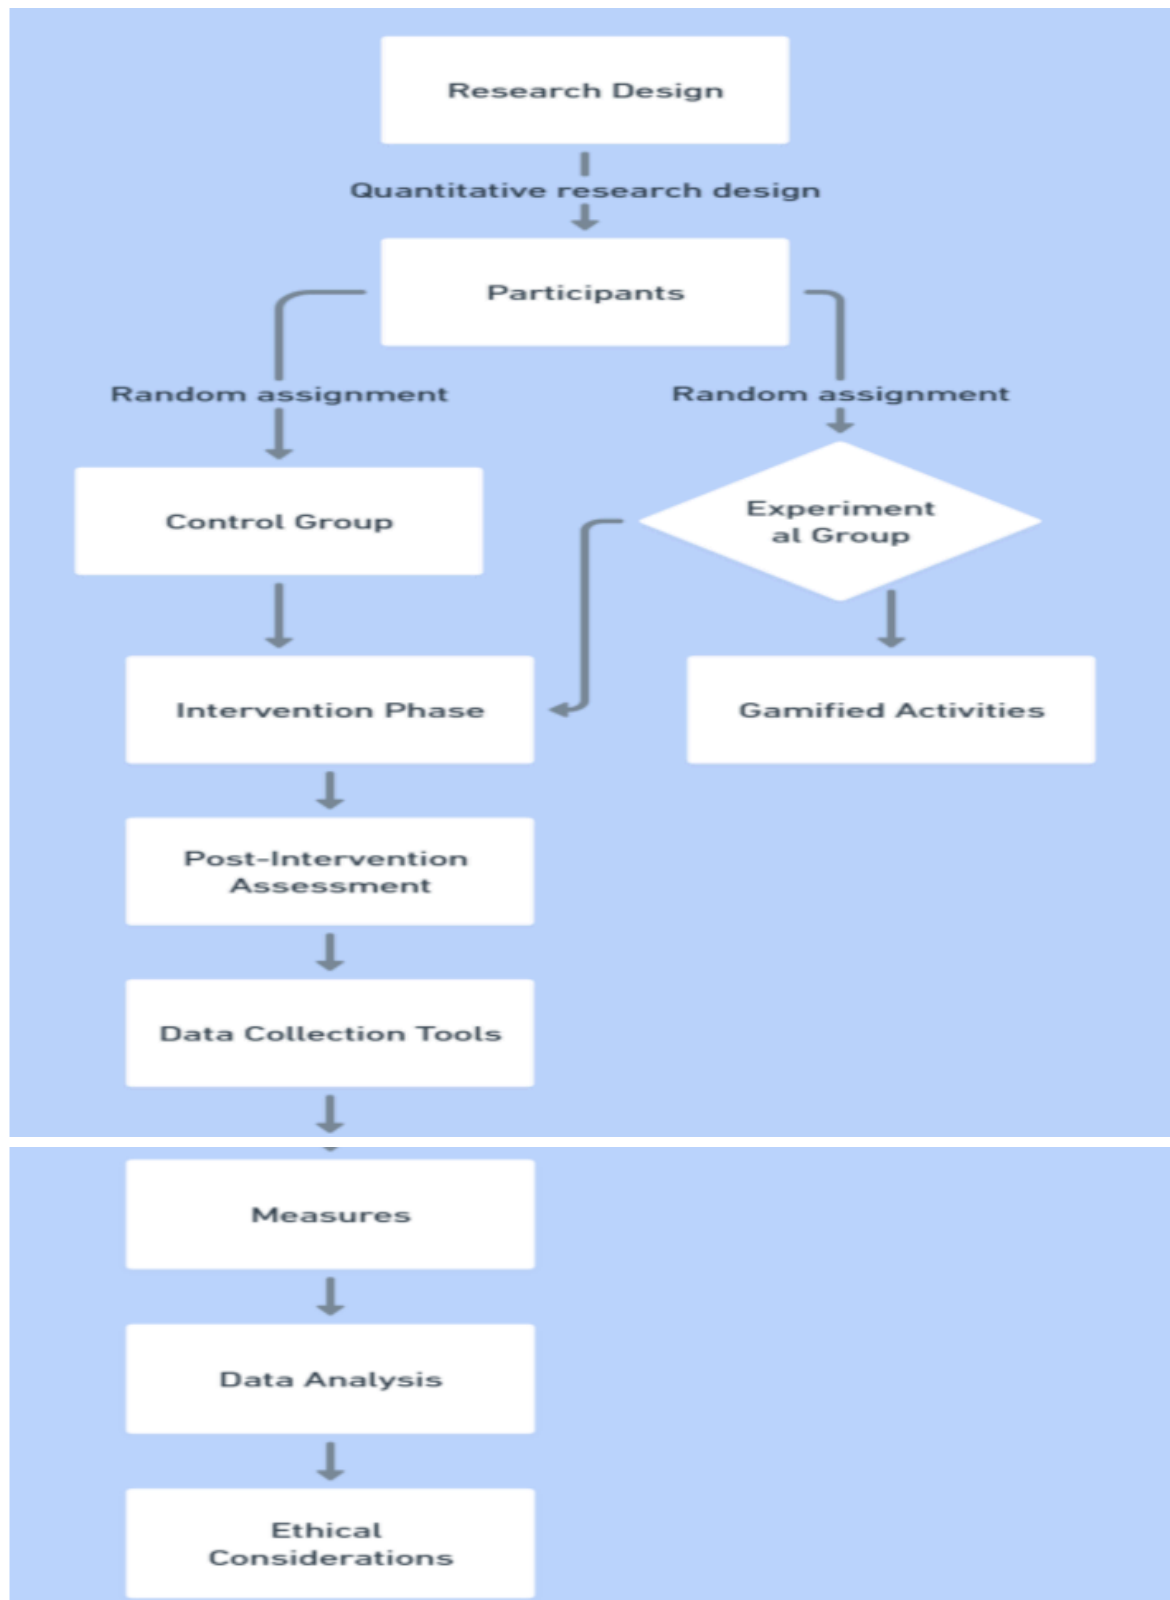 Research Design
Quantitative research design
Participants
Random assignment
Random assignment
Control Group
Experiment
al Group
Intervention Phase
Gamified Activities
Post-Intervention
Assessment
Data Collection Tools
Measures
Data Analysis
Ethical
Considerations